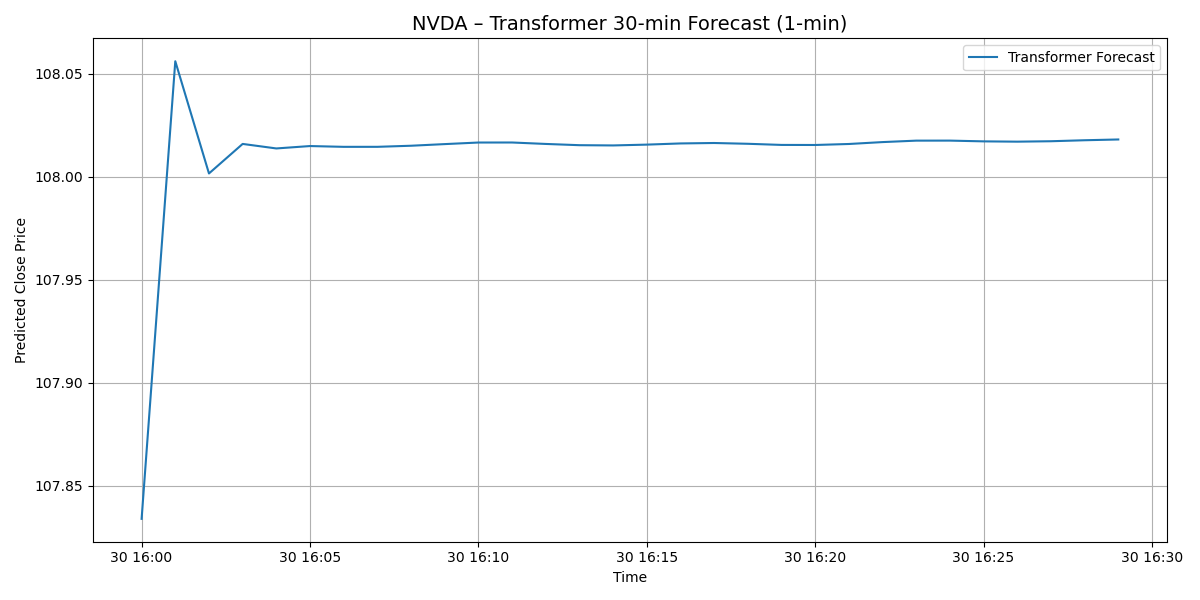 NVDA – Transformer 30-min Forecast (1-min)
Transformer Forecast
108.05
108.00
107.95
107.90
107.85
Predicted Close Price
30 16:00 30 16:05 30 16:10 30 16:15 30 16:20 30 16:25 30 16:30
Time